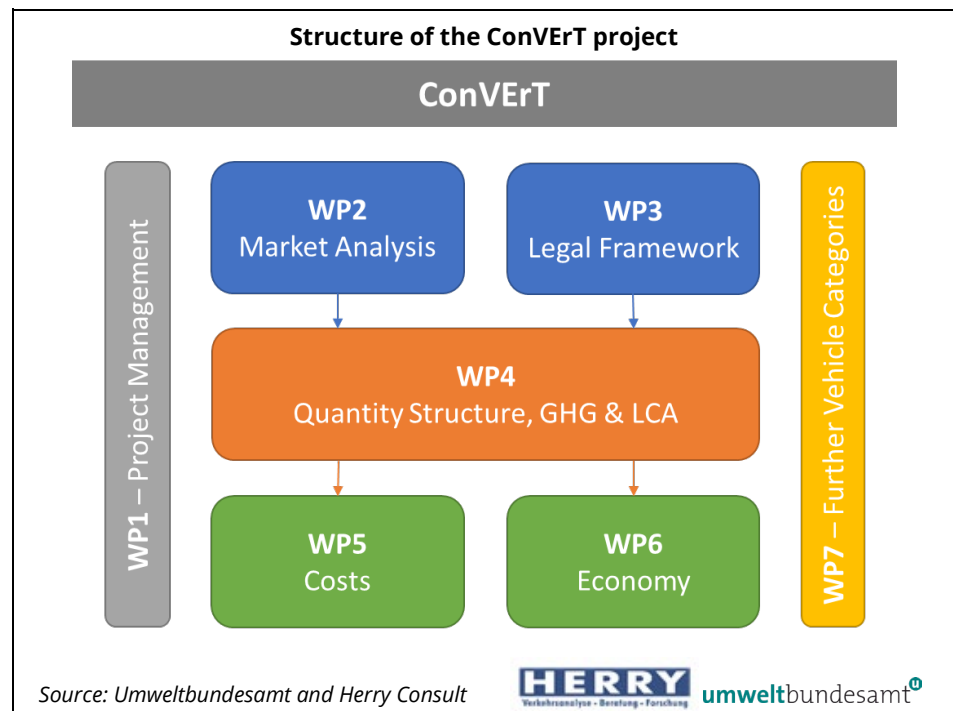 Structure of the ConVErT project
ConVErT
WP1 – Project Management
WP2
Market Analysis
WP3
Legal Framework
WP4
Quantity Structure, GHG & LCA
WP5
Costs
WP6
Economy
WP7 – Further Vehicle Categories
Source: Umweltbundesamt and Herry Consult
HERRY
Verkehrsanalyse - Beratung - Forschung
umweltbundesamt
u